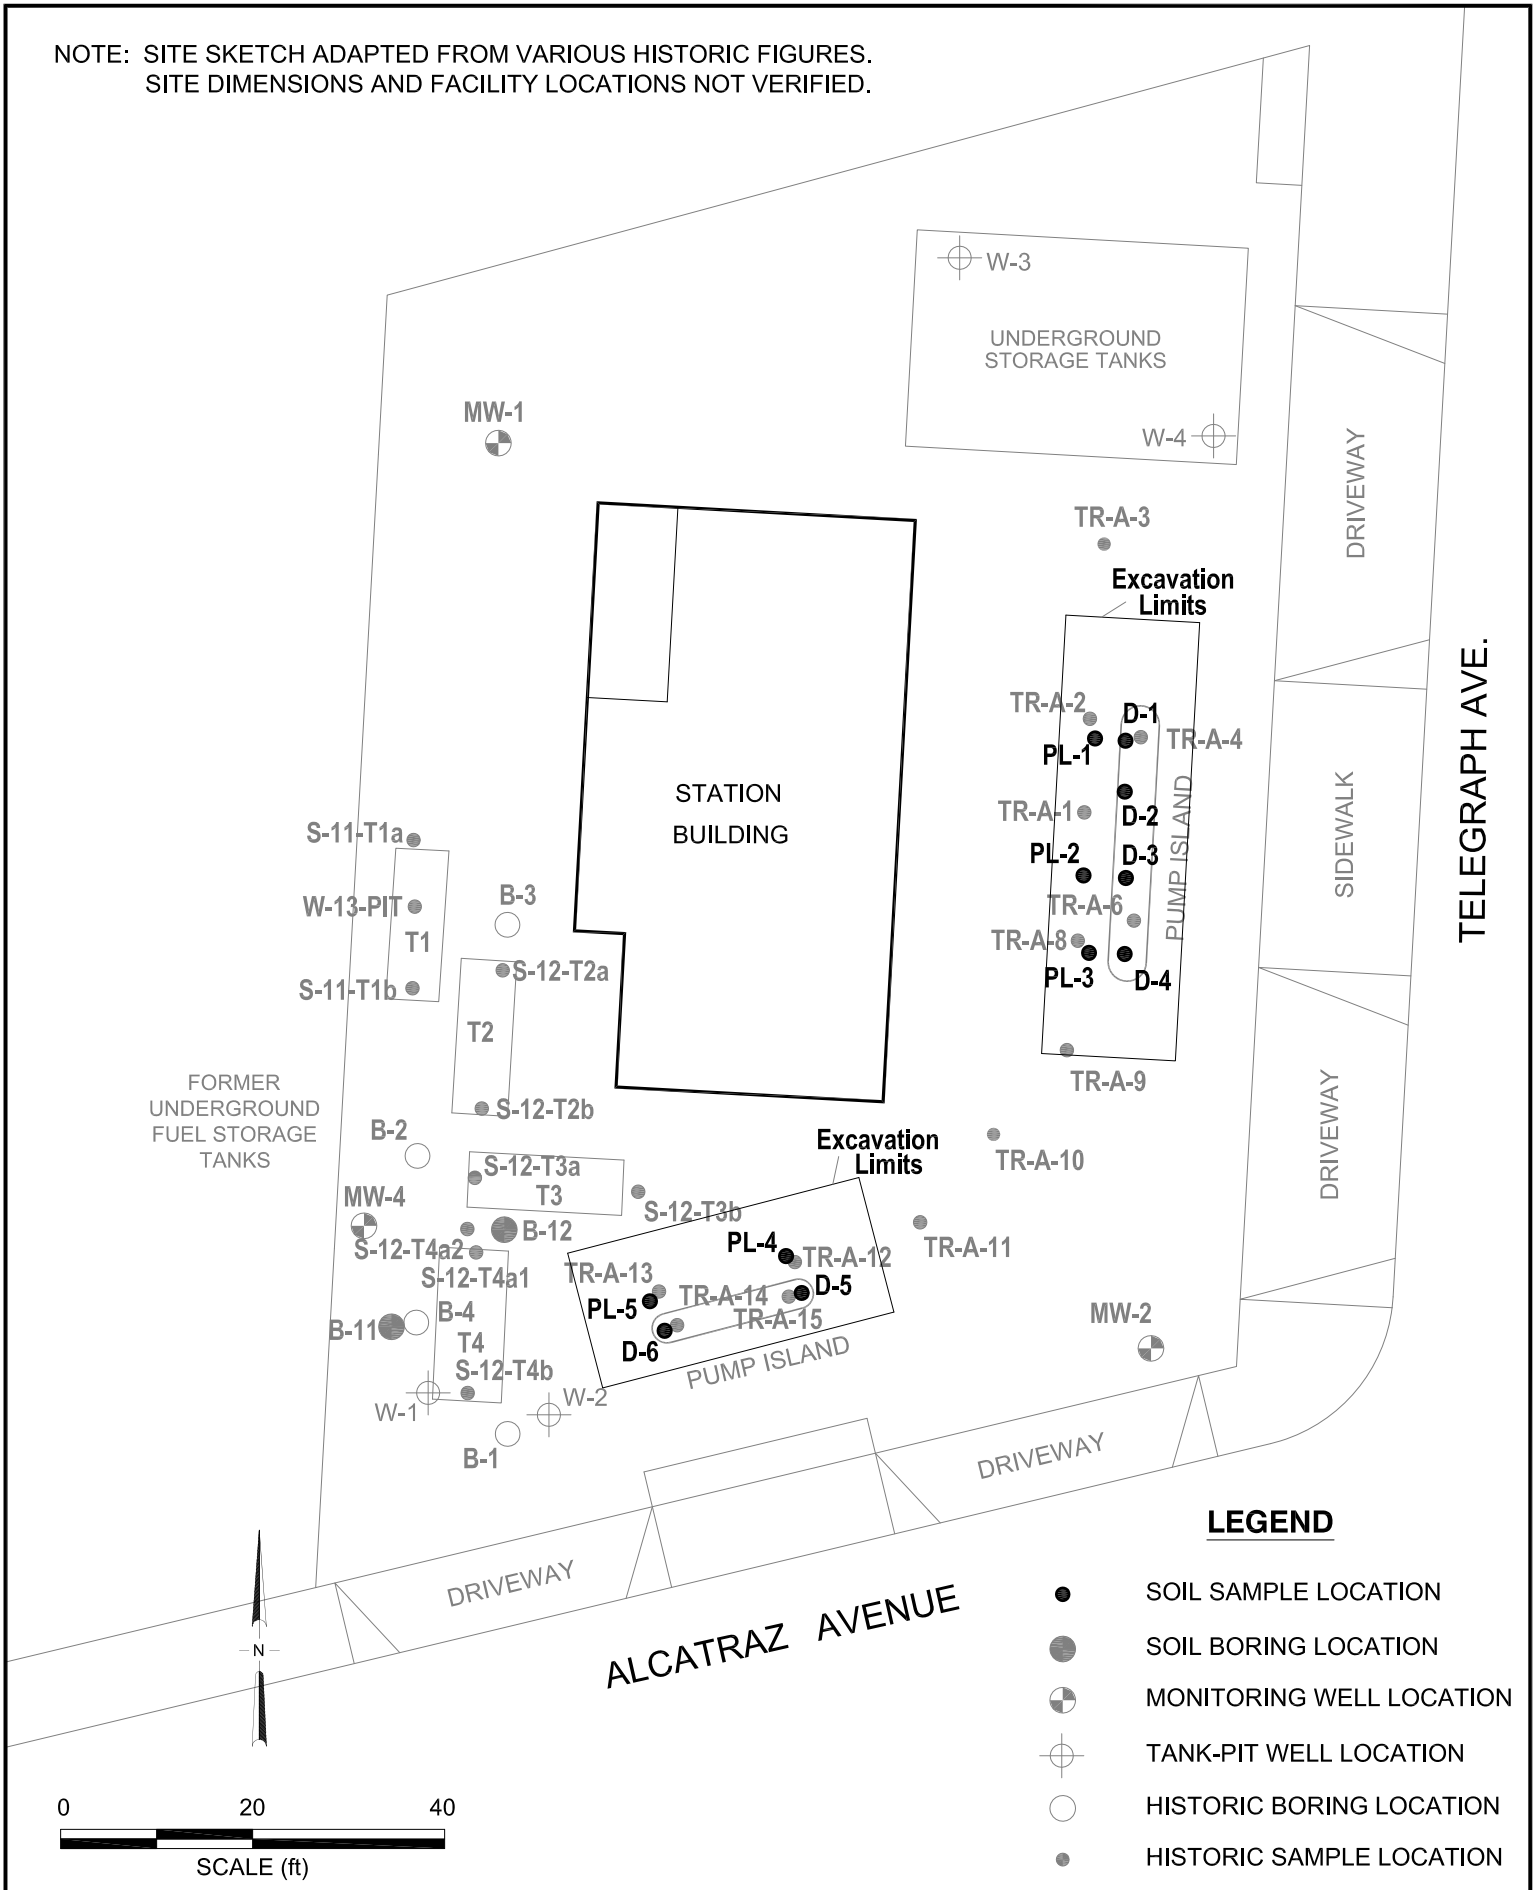 NOTE: SITE SKETCH ADAPTED FROM VARIOUS HISTORIC FIGURES.
SITE DIMENSIONS AND FACILITY LOCATIONS NOT VERIFIED.
W-3
UNDERGROUND
STORAGE TANKS
W-4
MW-1
DRIVEWAY
TR-A-3
Excavation
Limits
TELEGRAPH AVE.
TR-A-2
D-1
PL-1
TR-A-4
STATION
BUILDING
TR-A-1
D-2
PUMP ISLAND
SIDEWALK
PL-2
D-3
TR-A-6
TR-A-8
PL-3
D-4
TR-A-9
S-11-T1a
W-13-PIT
T1
S-11-T1b
B-3
S-12-T2a
T2
S-12-T2b
FORMER
UNDERGROUND
FUEL STORAGE
TANKS
B-2
DRIVEWAY
Excavation
Limits
TR-A-10
S-12-T3a
T3
MW-4
S-12-T3b
B-12
S-12-T4a2
S-12-T4a1
PL-4
TR-A-12
TR-A-11
TR-A-13
TR-A-14
D-5
PL-5
TR-A-15
D-6
PUMP ISLAND
MW-2
B-4
B-11
T4
S-12-T4b
W-1
W-2
B-1
DRIVEWAY
DRIVEWAY
ALCATRAZ AVENUE
N
0 20 40
SCALE (ft)
LEGEND
SOIL SAMPLE LOCATION
SOIL BORING LOCATION
MONITORING WELL LOCATION
TANK-PIT WELL LOCATION
HISTORIC BORING LOCATION
HISTORIC SAMPLE LOCATION